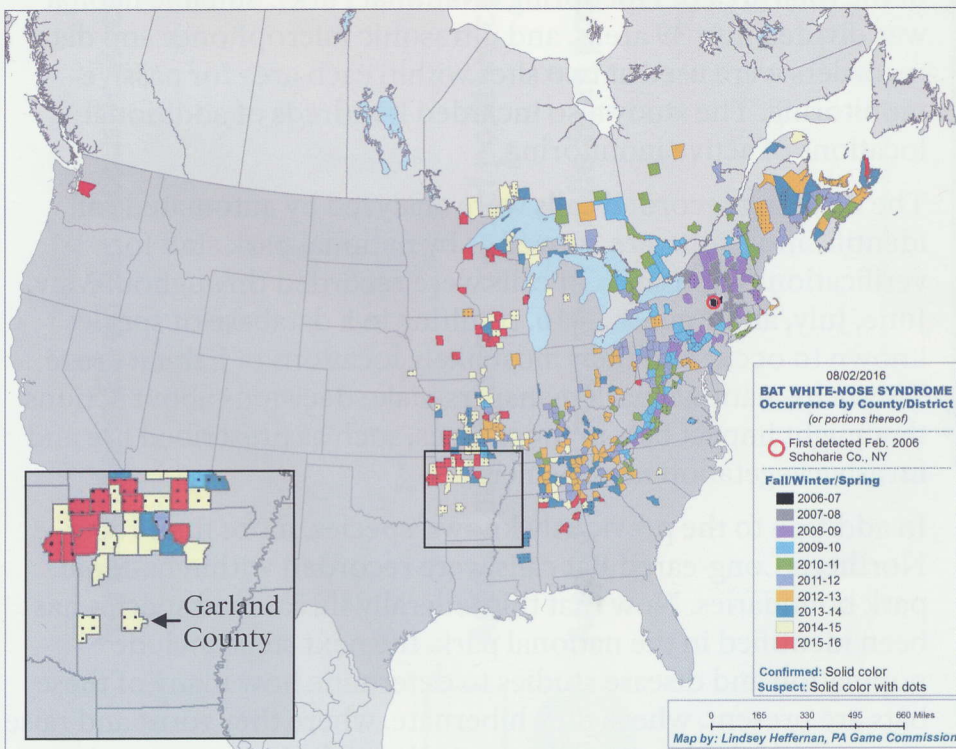 08/02/2016
BAT WHITE-NOSE SYNDROME
Occurrence by County/District
(or portions thereof)
First detected Feb. 2006
Schoharie Co., NY
Fall/Winter/Spring
2006-07
2007-08
2008-09
2009-10
2010-11
2011-12
2012-13
2013-14
2014-15
2015-16
Confirmed: Solid color
Suspect: Solid color with dots
0 165 330 495 660 Miles
Map by: Lindsey Heffernan, PA Game Commission
Garland
County